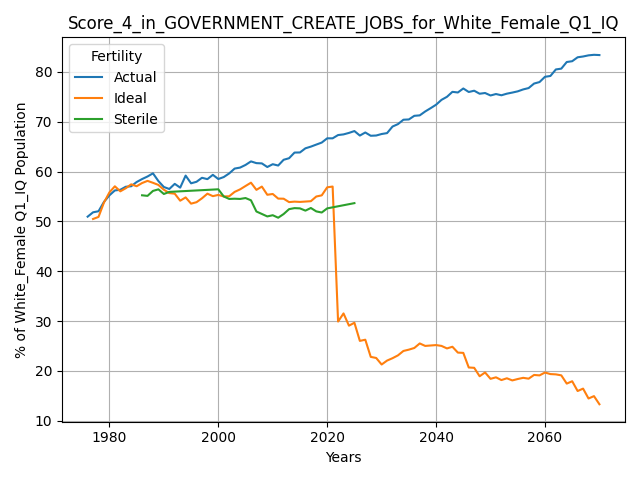 Score_4_in_GOVERNMENT_CREATE_JOBS_for_White_Female_Q1_IQ
Fertility
Actual
Ideal
Sterile
% of White_Female Q1_IQ Population
80
70
60
50
40
30
20
10
1980 2000 2020 2040 2060
Years